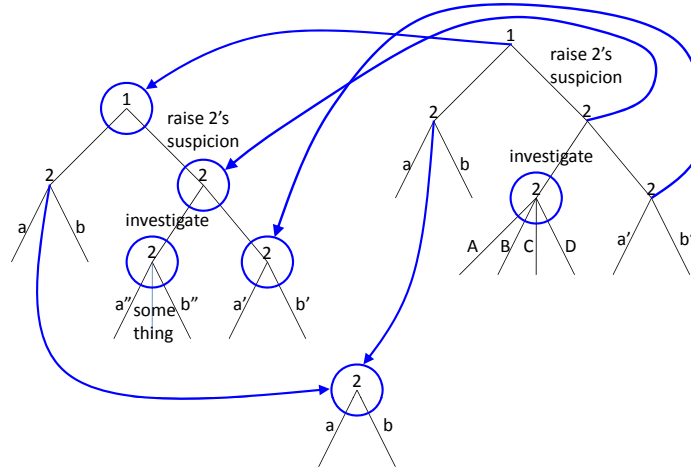 1
raise 2's
suspicion
1
raise 2's
suspicion
2
2
a
b
investigate
2
2
a
b
investigate
2
2
A
B
C
D
a'
b'
2
2
a"
some
thing
b"
a'
b'
2
a
b